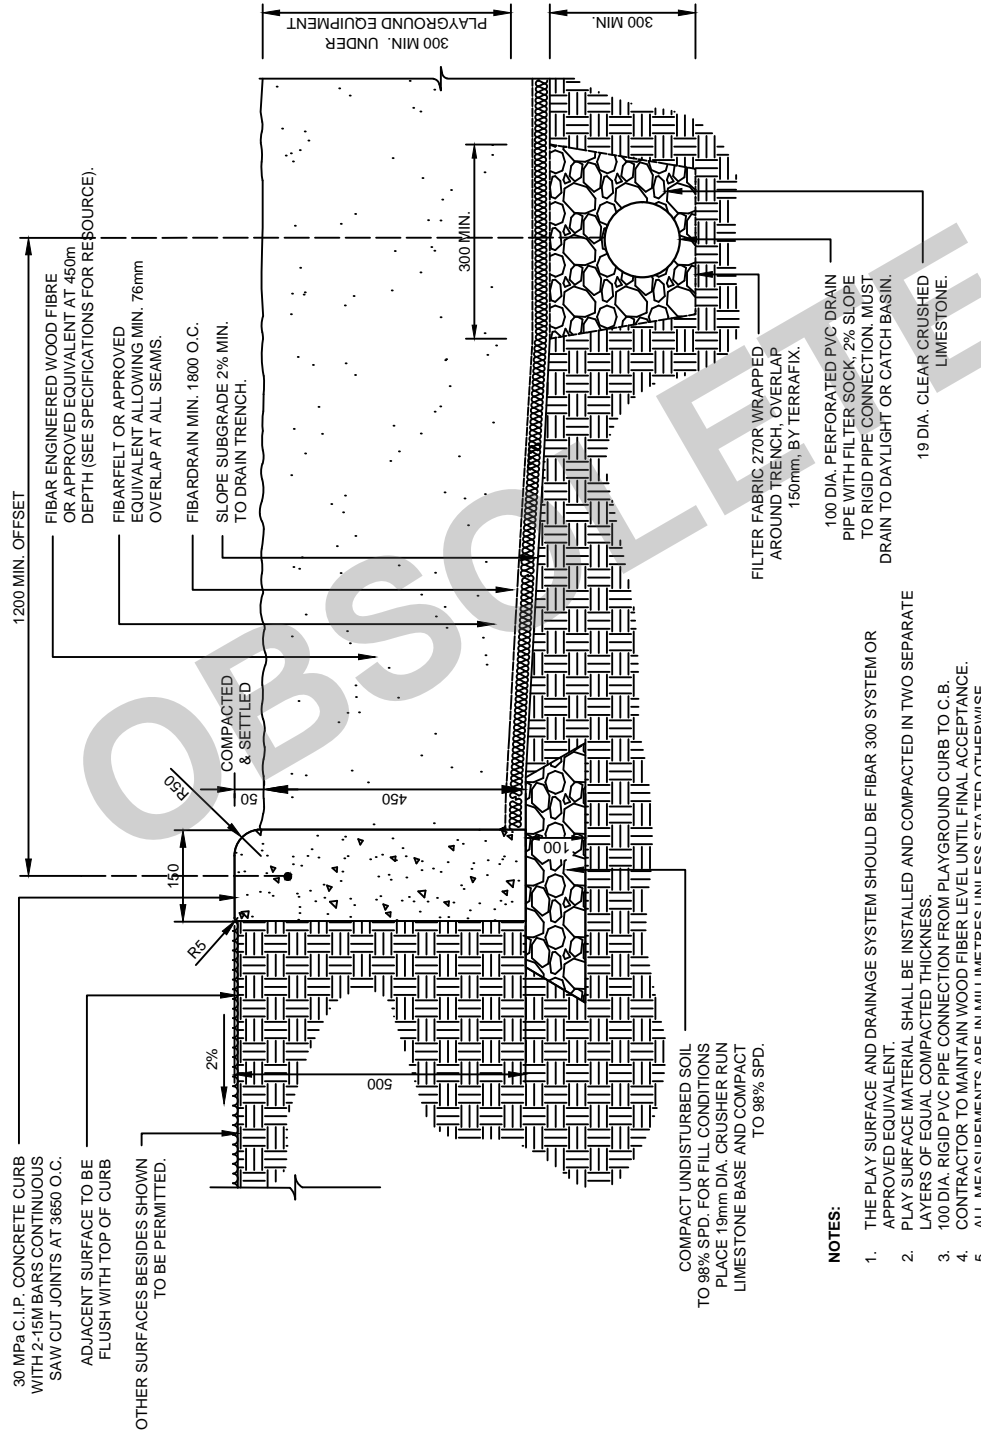 1200 MIN. OFFSET
30 MPa C.I.P. CONCRETE CURB
WITH 2-15M BARS CONTINUOUS
SAW CUT JOINTS AT 3650 O.C.
ADJACENT SURFACE TO BE
FLUSH WITH TOP OF CURB
OTHER SURFACES BESIDES SHOWN
TO BE PERMITTED.
FIBAR ENGINEERED WOOD FIBRE
OR APPROVED EQUIVALENT AT 450m
DEPTH (SEE SPECIFICATIONS FOR RESOURCE).
FIBARFELT OR APPROVED
EQUIVALENT ALLOWING MIN. 76mm
OVERLAP AT ALL SEAMS.
FIBARDRAIN MIN. 1800 O.C.
SLOPE SUBGRADE 2% MIN.
TO DRAIN TRENCH.
COMPACTED
& SETTLED
R50
R5
150
50
450
2%
500
100
300 MIN.
300 MIN. UNDER
PLAYGROUND EQUIPMENT
300 MIN.
OBSOLETE
COMPACT UNDISTURBED SOIL
TO 98% SPD. FOR FILL CONDITIONS
PLACE 19mm DIA. CRUSHER RUN
LIMESTONE BASE AND COMPACT
TO 98% SPD.
FILTER FABRIC 270R WRAPPED
AROUND TRENCH, OVERLAP
150mm, BY TERRAFIX.
100 DIA. PERFORATED PVC DRAIN
PIPE WITH FILTER SOCK, 2% SLOPE
TO RIGID PIPE CONNECTION. MUST
DRAIN TO DAYLIGHT OR CATCH BASIN.
19 DIA. CLEAR CRUSHED
LIMESTONE.
NOTES:
1. THE PLAY SURFACE AND DRAINAGE SYSTEM SHOULD BE FIBAR 300 SYSTEM OR
APPROVED EQUIVALENT.
2. PLAY SURFACE MATERIAL SHALL BE INSTALLED AND COMPACTED IN TWO SEPARATE
LAYERS OF EQUAL COMPACTED THICKNESS.
3. 100 DIA. RIGID PVC PIPE CONNECTION FROM PLAYGROUND CURB TO C.B.
4. CONTRACTOR TO MAINTAIN WOOD FIBER LEVEL UNTIL FINAL ACCEPTANCE.
5. ALL MEASUREMENTS ARE IN MILLIMETRES UNLESS STATED OTHERWISE